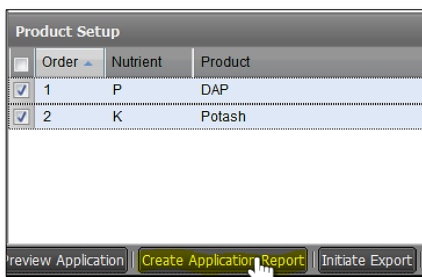 Product Setup
Order Nutrient Product
1 P DAP
2 K Potash
Preview Application Create Application Report Initiate Export